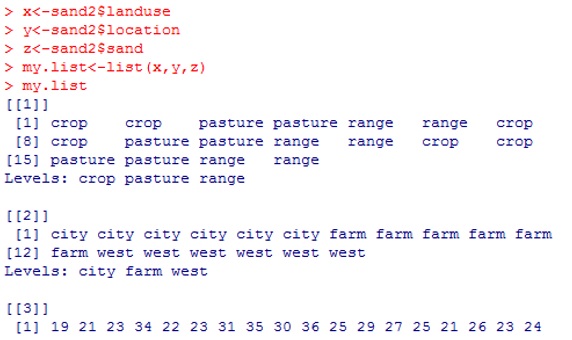 > x<-sand2$landuse
> y<-sand2$location
> z<-sand2$sand
> my.list<-list(x,y,z)
> my.list
[[1]]
 [1] crop    crop    pasture pasture range   range   crop
 [8] crop    pasture pasture range   range   crop    crop
[15] pasture pasture range   range
Levels: crop pasture range

[[2]]
 [1] city city city city city city farm farm farm farm farm
[12] farm west west west west west west
Levels: city farm west

[[3]]
 [1] 19 21 23 34 22 23 31 35 30 36 25 29 27 25 21 26 23 24